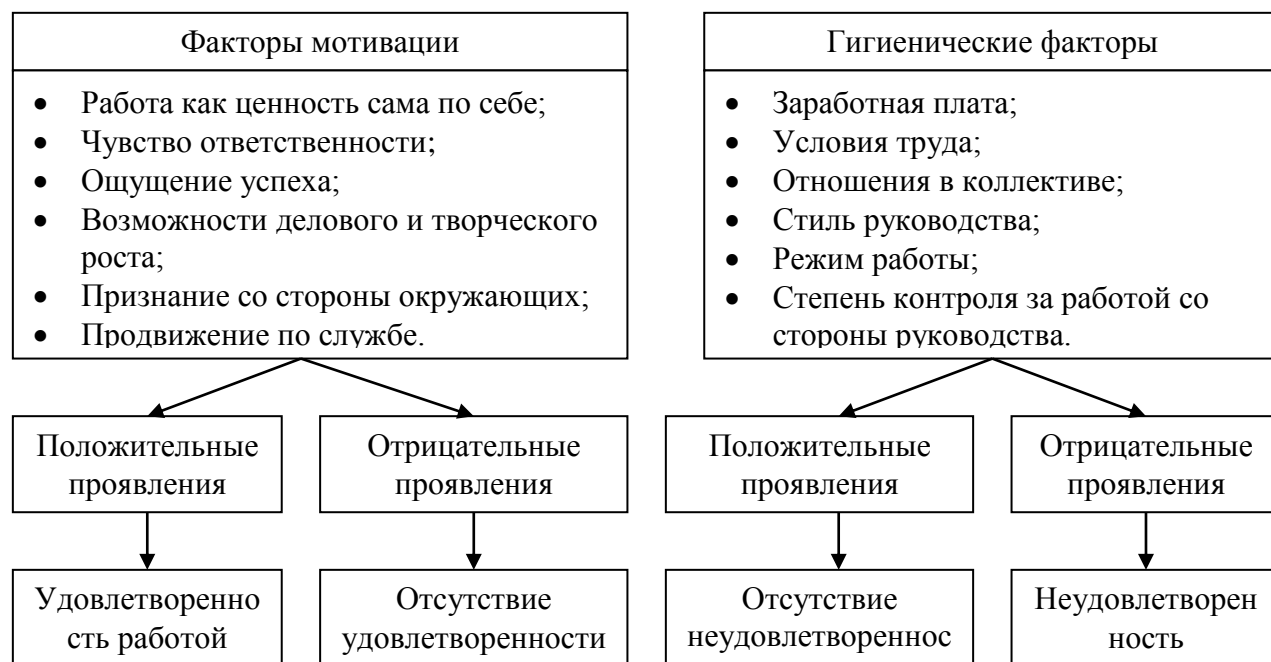 Факторы мотивации
• Работа как ценность сама по себе;
• Чувство ответственности;
• Ощущение успеха;
• Возможности делового и творческого
роста;
• Признание со стороны окружающих;
• Продвижение по службе.
Гигиенические факторы
• Заработная плата;
• Условия труда;
• Отношения в коллективе;
• Стиль руководства;
• Режим работы;
• Степень контроля за работой со
стороны руководства.
Положительные
проявления
Отрицательные
проявления
Положительные
проявления
Отрицательные
проявления
Удовлетворенно
сть работой
Отсутствие
удовлетворенности
Отсутствие
неудовлетвореннос
Неудовлетворен
ность